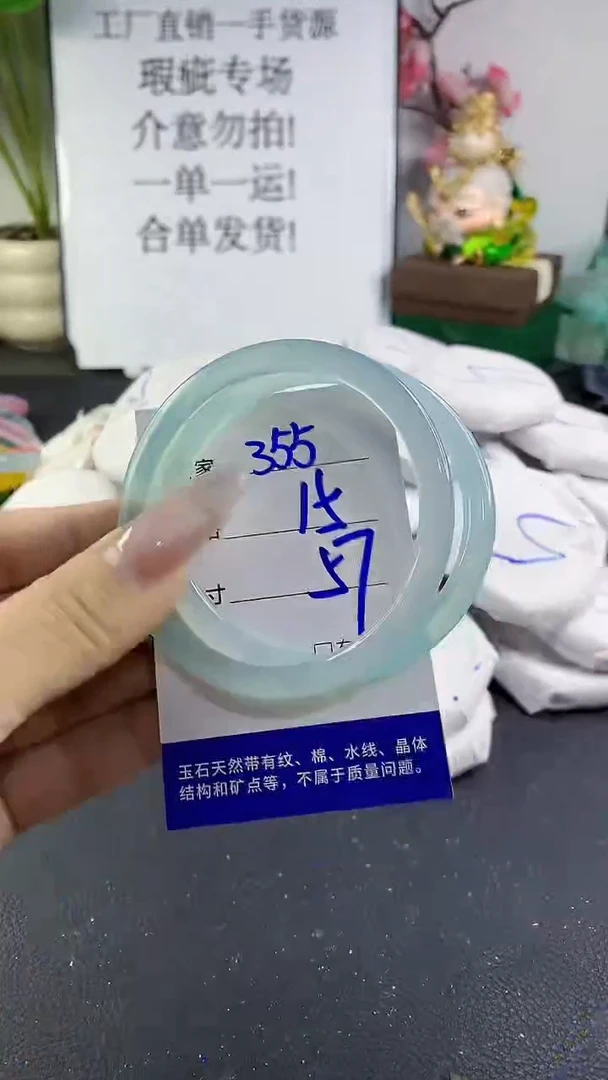 工厂直销一手货源
瑕疵专场
介意勿拍!
一单一运!
合单发货!
家 355
15
寸 57
玉石天然带有纹、棉、水线、晶体
结构和矿点等，不属于质量问题。